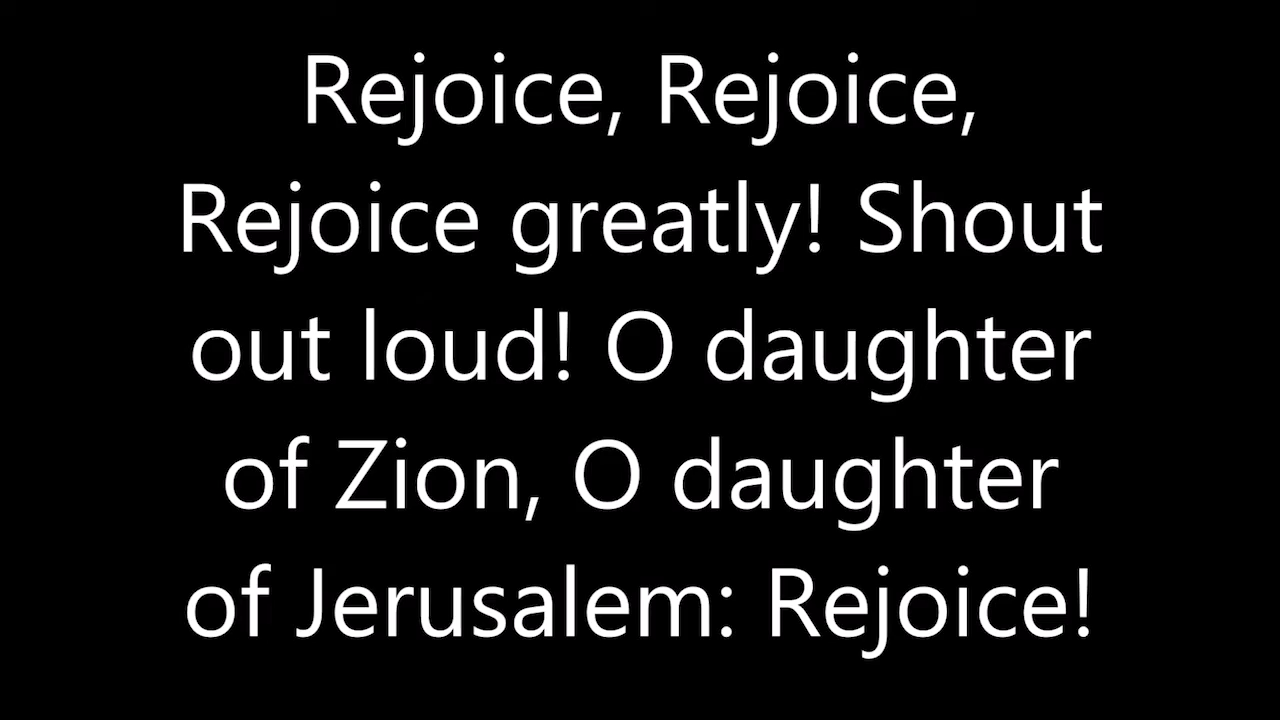 Rejoice, Rejoice,
Rejoice greatly! Shout
out loud! O daughter
of Zion, O daughter
of Jerusalem: Rejoice!